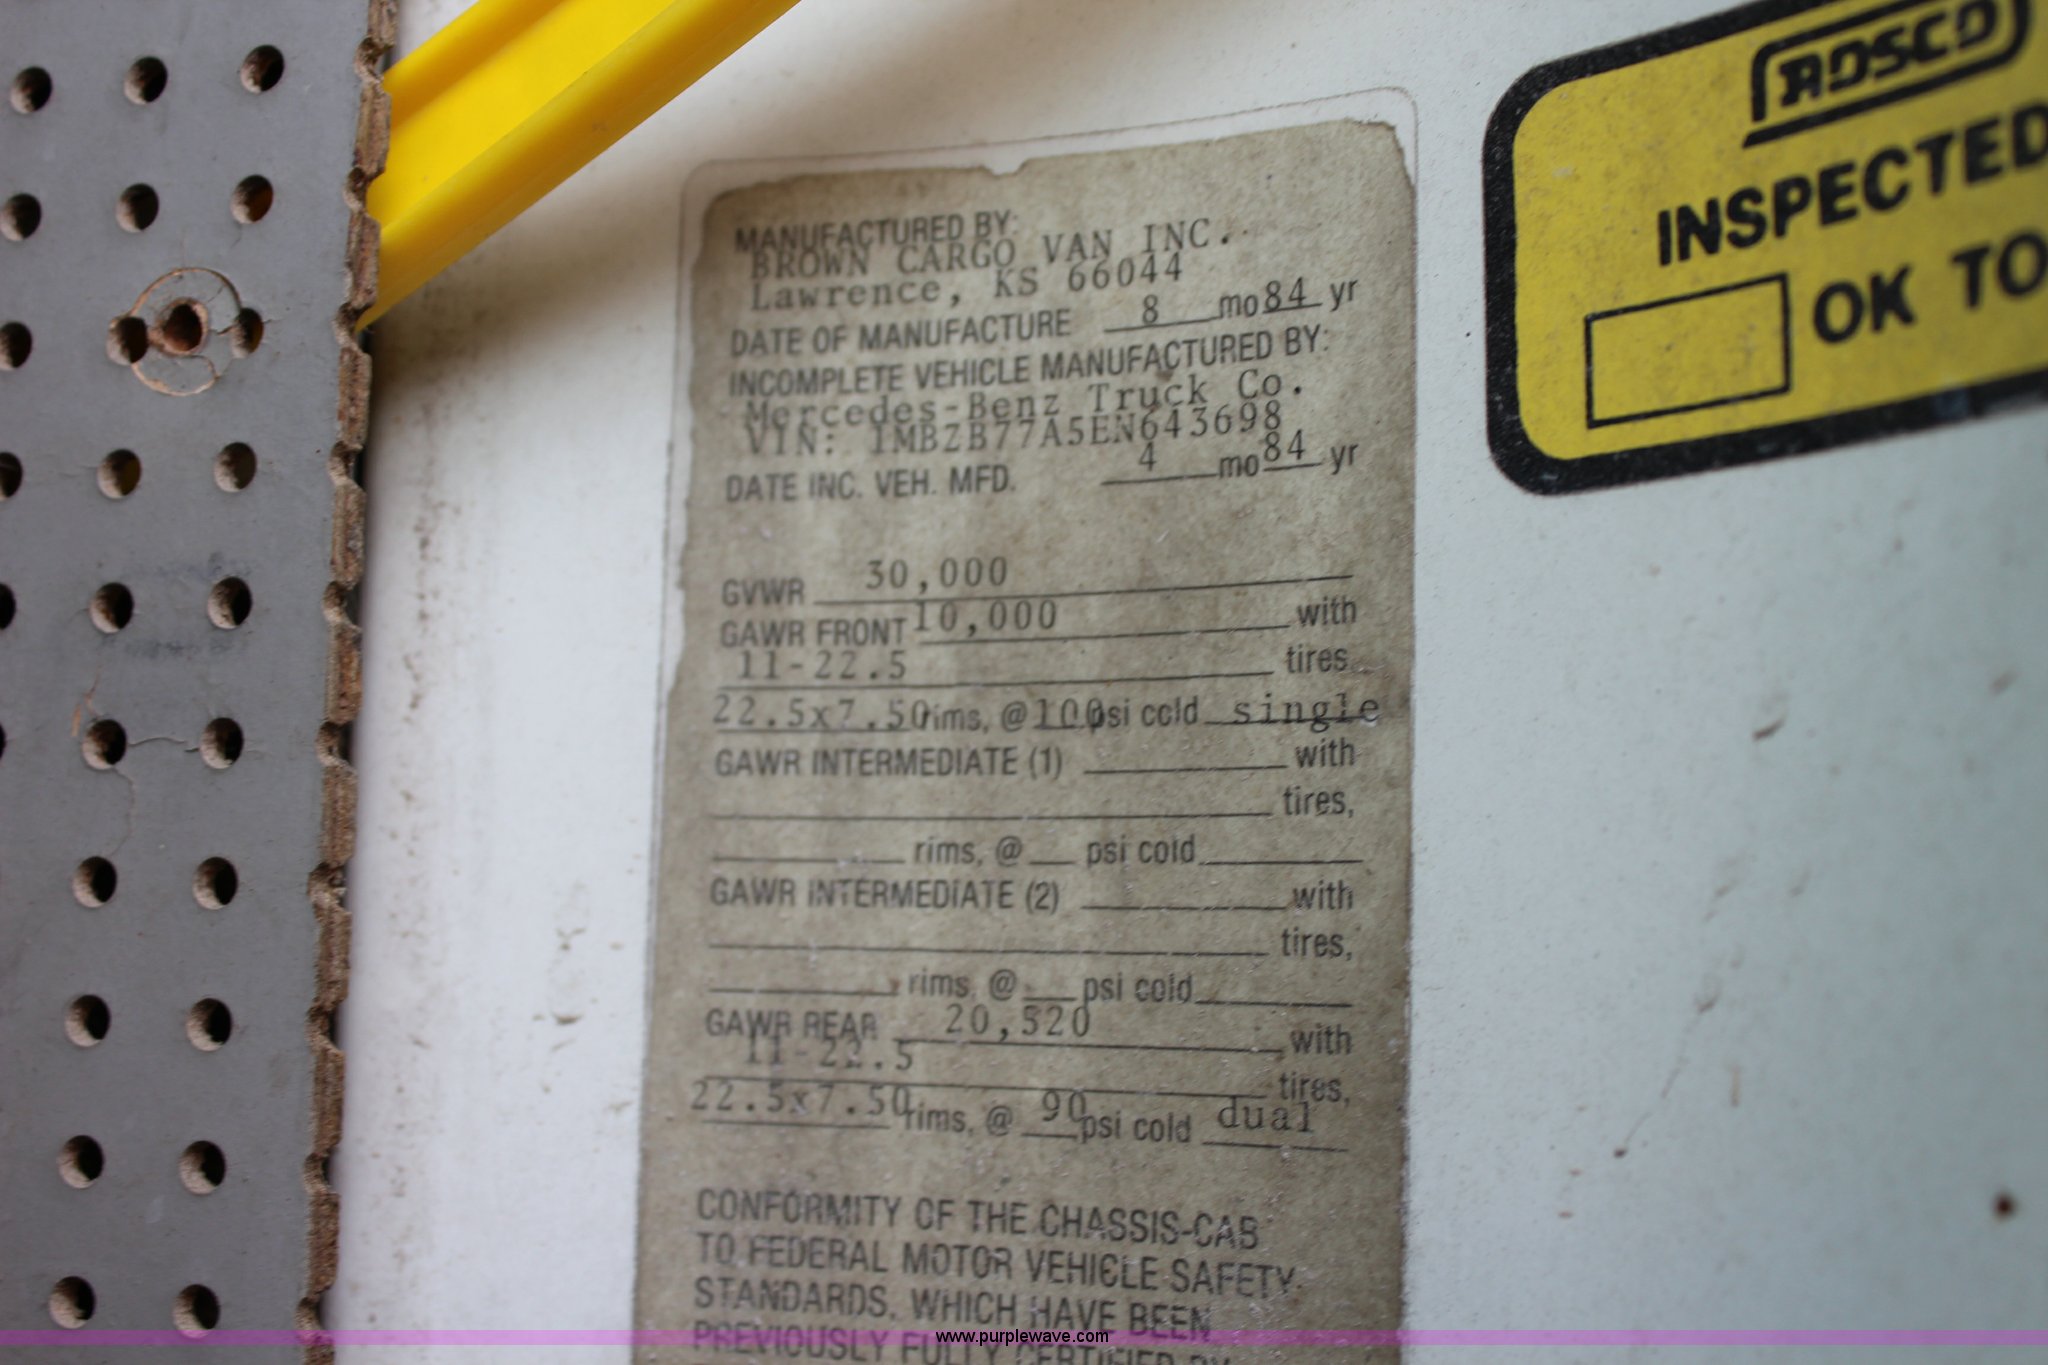 MANUFACTURED BY:
BROWN CARGO VAN INC.
Lawrence, KS 66044
DATE OF MANUFACTURE 8 mo 84 yr
INCOMPLETE VEHICLE MANUFACTURED BY:
Mercedes-Benz Truck Co.
VIN: 1MBZB77A5EN643698
DATE INC. VEH. MFD. 4 mo 84 yr
GVWR 30,000
GAWR FRONT 10,000 with
11-22.5 tires
22.5x7.50 rims, @ 100 psi cold single
GAWR INTERMEDIATE (1) with
tires,
rims, @ psi cold
GAWR INTERMEDIATE (2) with
tires,
rims, @ psi cold
GAWR REAR 20,520 with
11-22.5 tires,
22.5x7.50 rims, @ 90 psi cold dual
CONFORMITY OF THE CHASSIS-CAB
TO FEDERAL MOTOR VEHICLE SAFETY
STANDARDS, WHICH HAVE BEEN
PREVIOUSLY FULLY CERTIFIED BY
ROSCO
INSPECTED
OK TO
www.purplewave.com